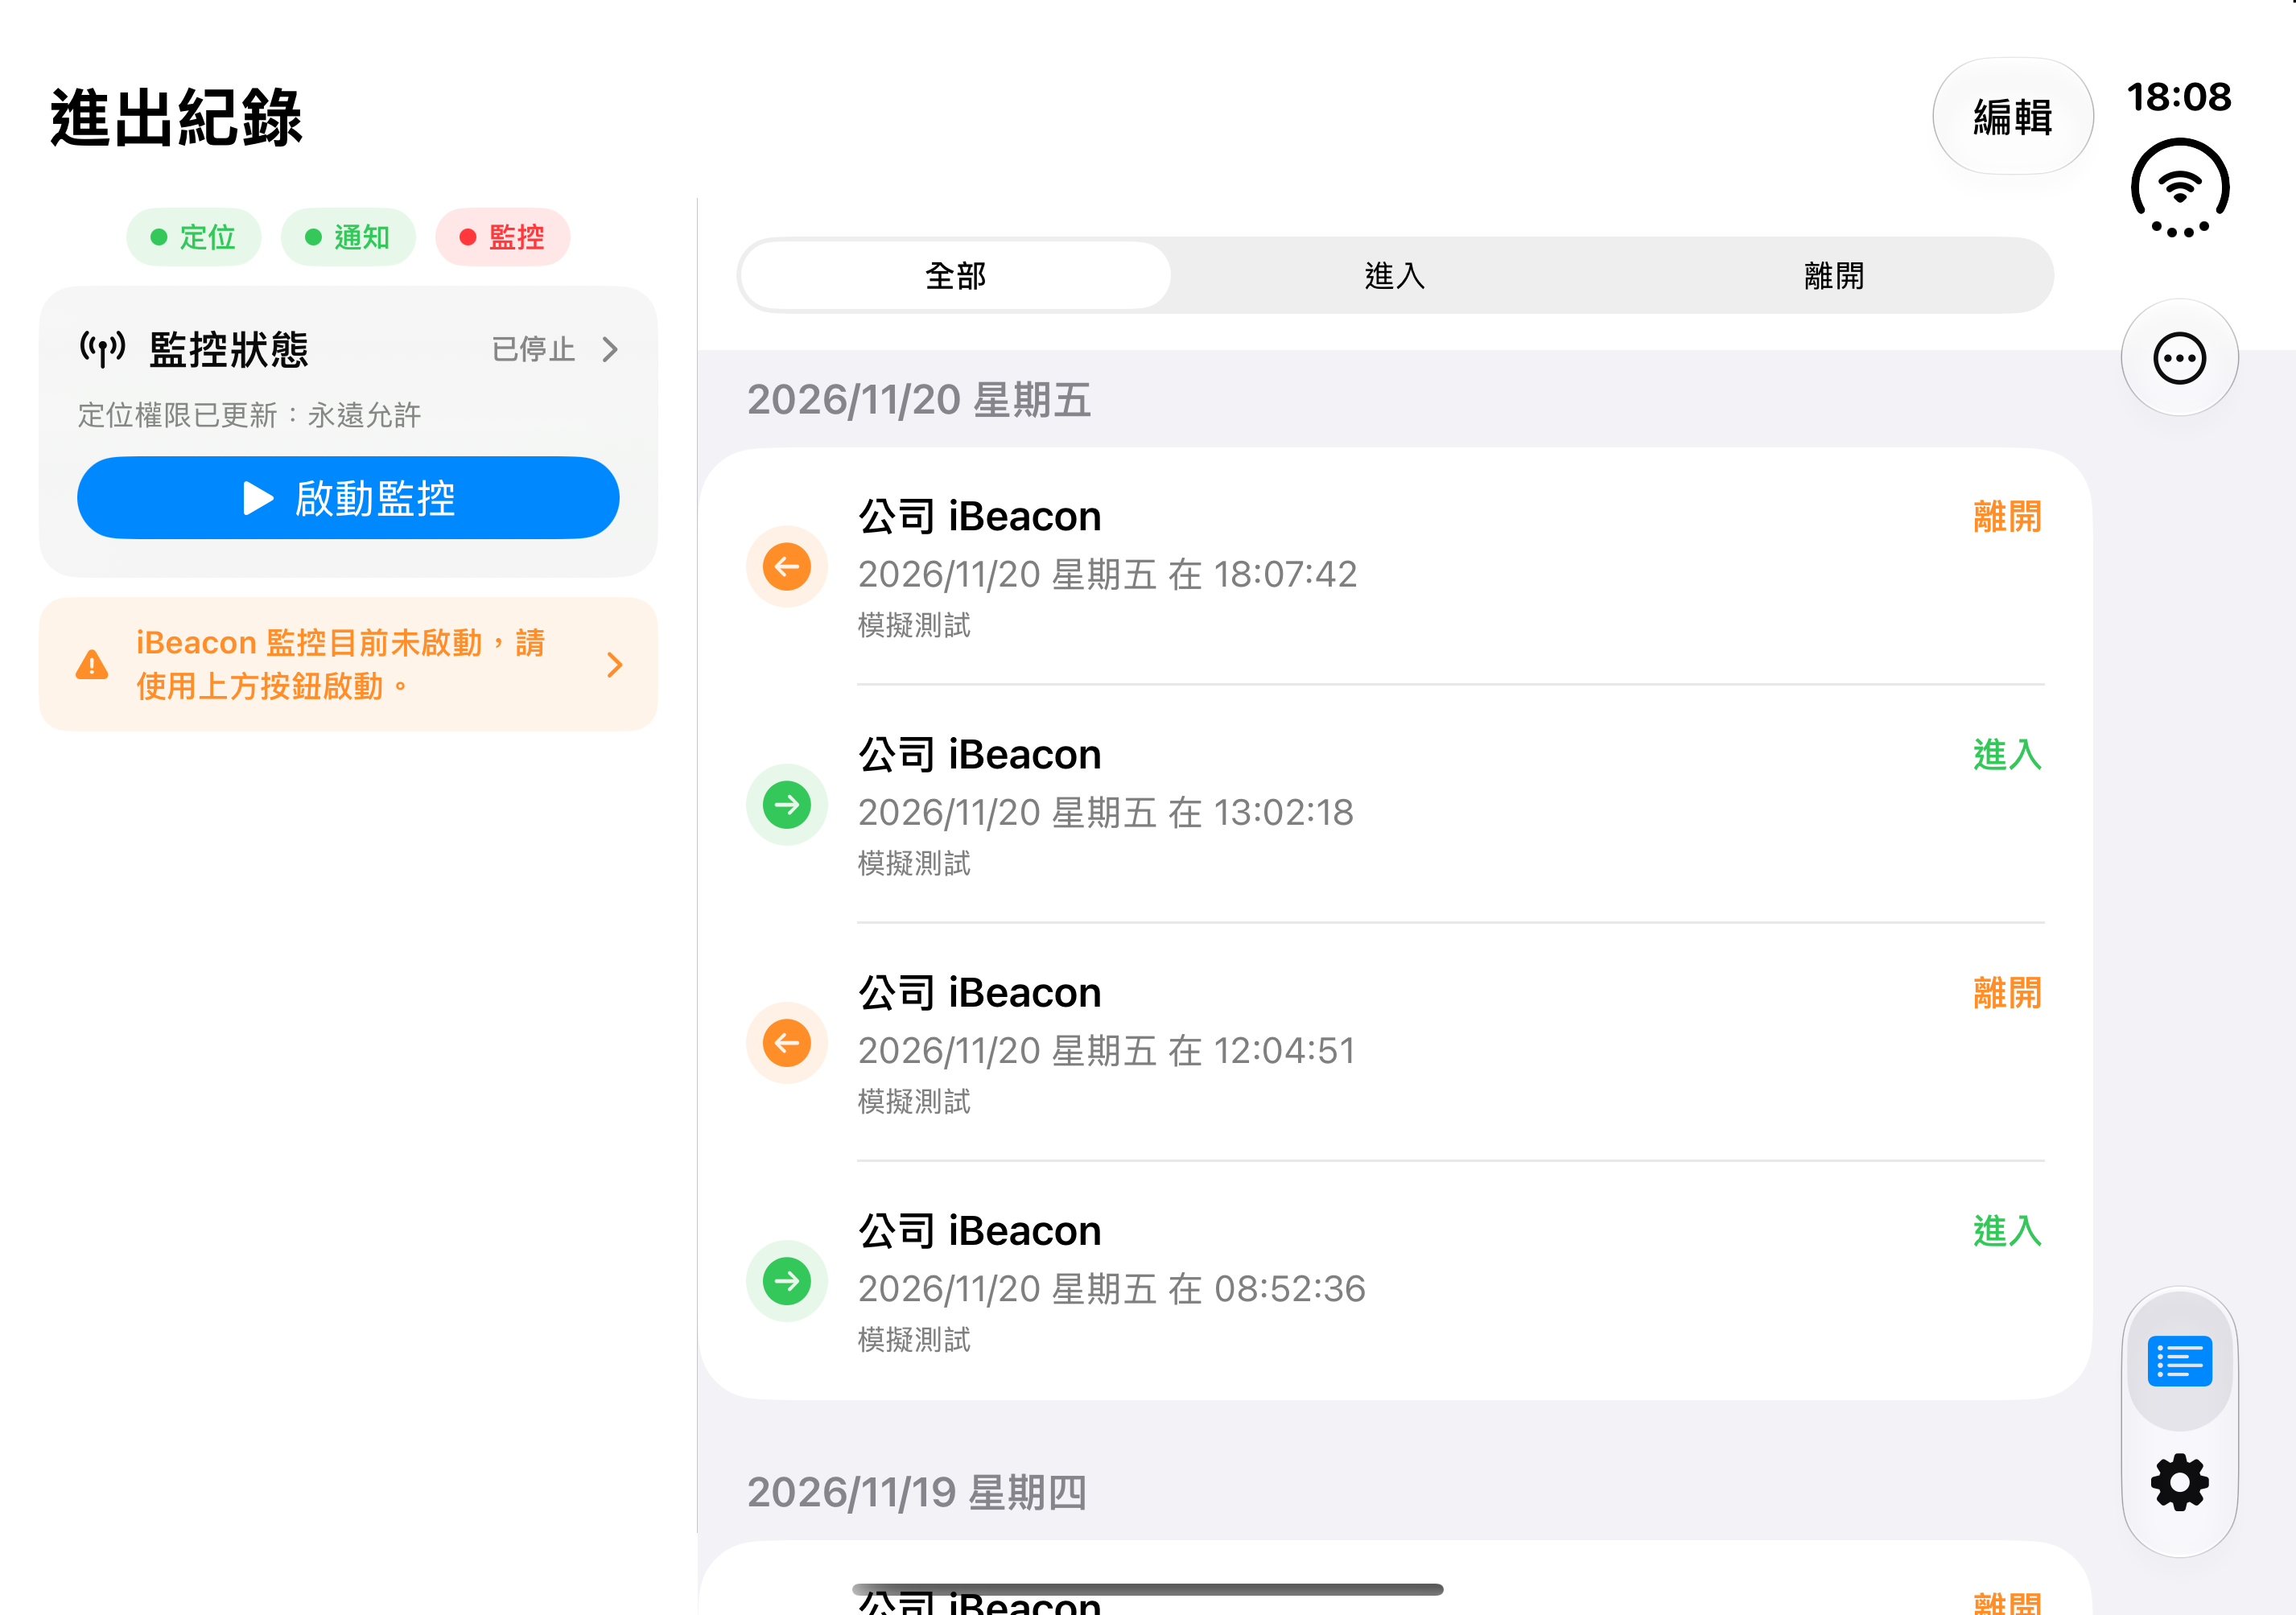 進出紀錄
編輯
18:08
定位
通知
監控
監控狀態
已停止
定位權限已更新：永遠允許
啟動監控
iBeacon 監控目前未啟動，請
使用上方按鈕啟動。
全部
進入
離開
2026/11/20 星期五
公司 iBeacon
離開
2026/11/20 星期五 在 18:07:42
模擬測試
公司 iBeacon
進入
2026/11/20 星期五 在 13:02:18
模擬測試
公司 iBeacon
離開
2026/11/20 星期五 在 12:04:51
模擬測試
公司 iBeacon
進入
2026/11/20 星期五 在 08:52:36
模擬測試
2026/11/19 星期四
公司 iBeacon
離開